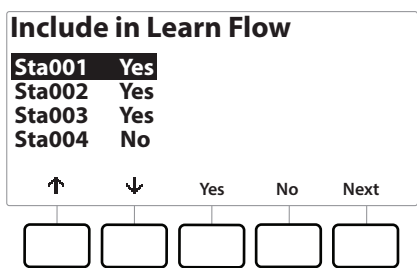 Include in Learn Flow
Sta001 Yes
Sta002 Yes
Sta003 Yes
Sta004 No
↑ ↓ Yes No Next